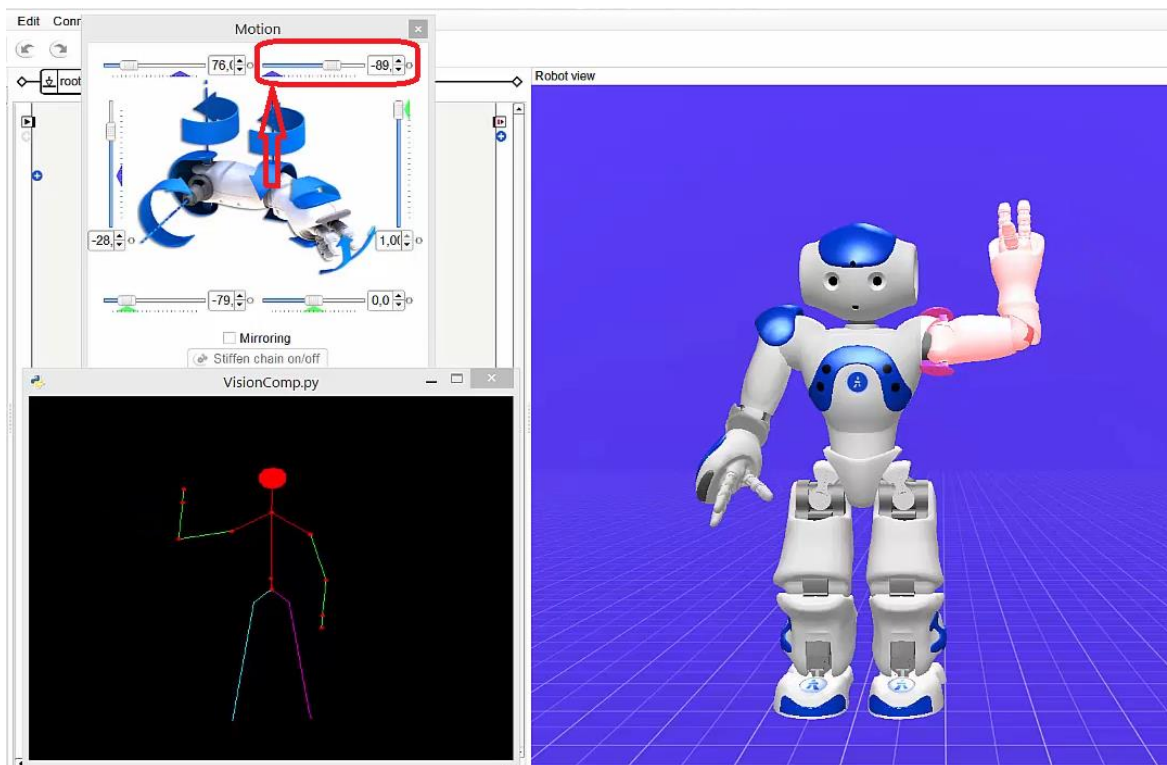 Edit Conn
Motion
76,0
-89,
root
Robot view
-28,
1,00
-79,
0,0
Mirroring
Stiffen chain on/off
VisionComp.py